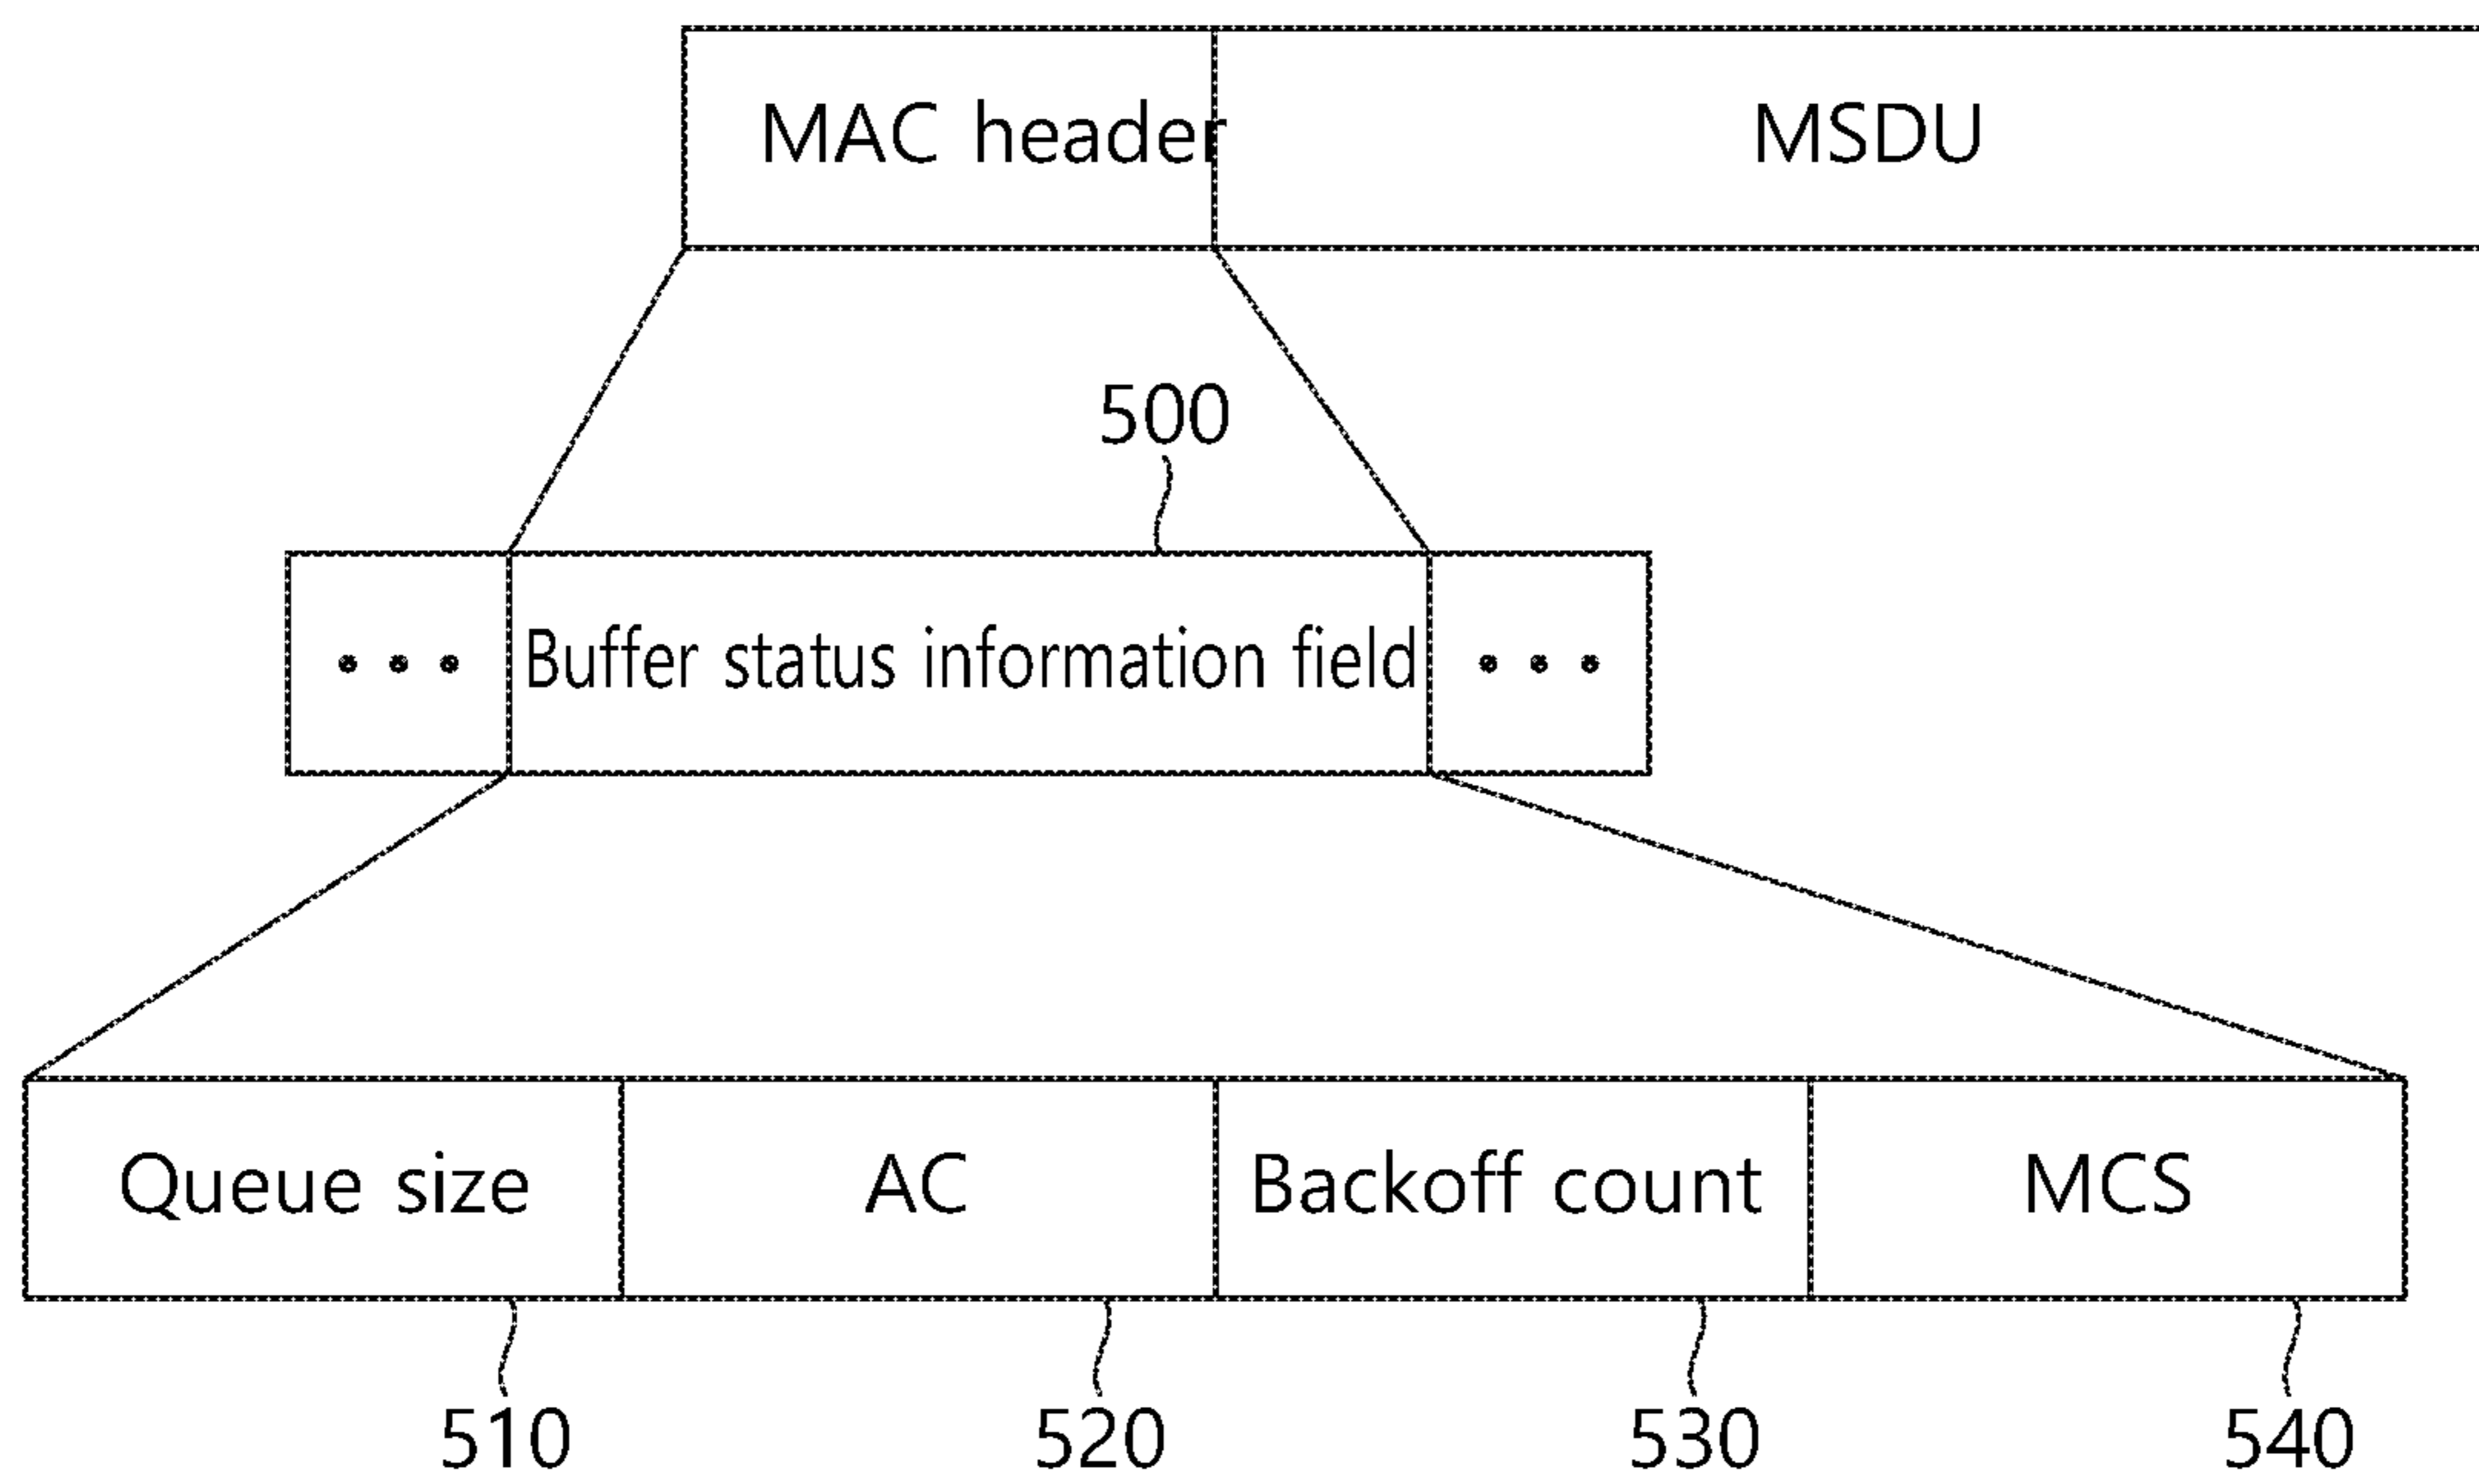 MAC header MSDU
500
• • • Buffer status information field • • •
Queue size AC Backoff count MCS
510 520 530 540